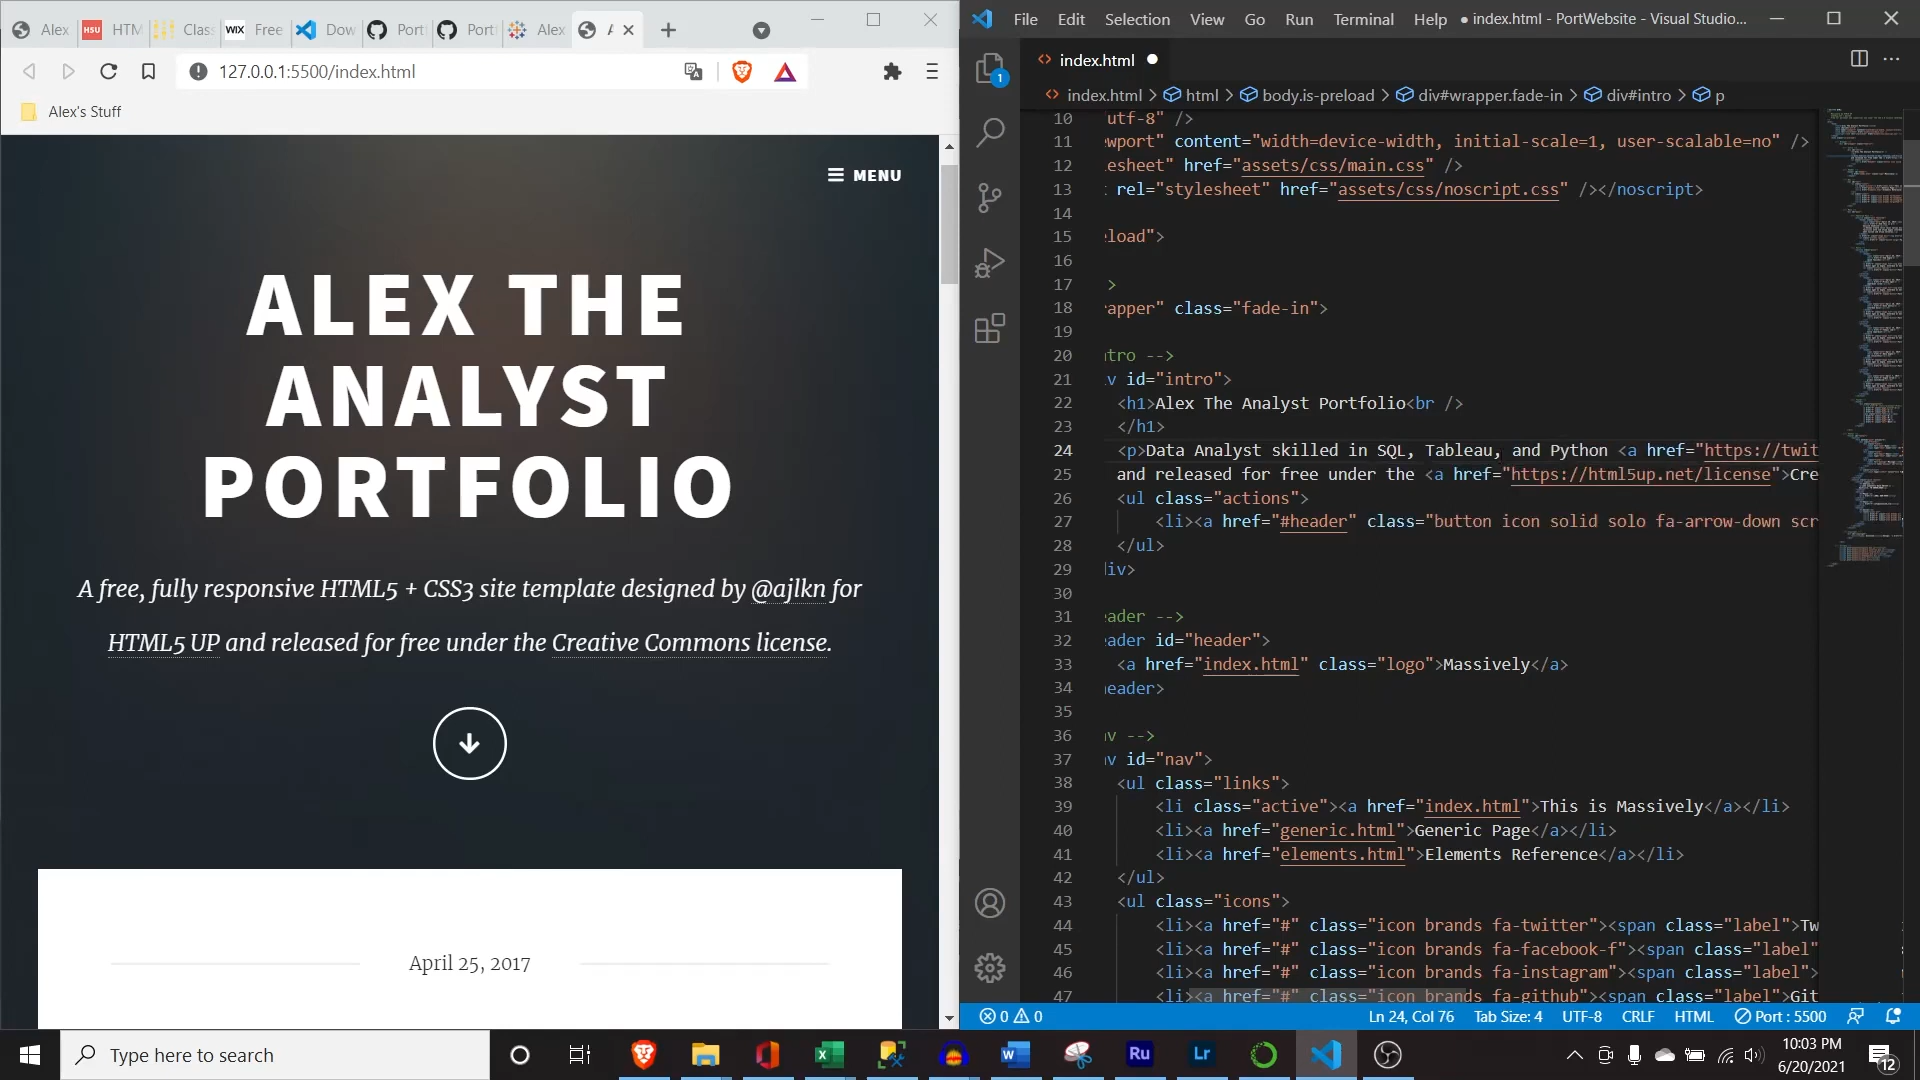 Alex
HSU HTM
Clas
WIX Free
Dow
Port
Port
Alex
127.0.0.1:5500/index.html
Alex's Stuff
MENU
ALEX THE
ANALYST
PORTFOLIO
A free, fully responsive HTML5 + CSS3 site template designed by @ajlkn for
HTML5 UP and released for free under the Creative Commons license.
April 25, 2017
File Edit Selection View Go Run Terminal Help ● index.html - PortWebsite - Visual Studio...
1
index.html
index.html > html > body.is-preload > div#wrapper.fade-in > div#intro > p
10 utf-8" />
11 ewport" content="width=device-width, initial-scale=1, user-scalable=no" />
12 lesheet" href="assets/css/main.css" />
13 rel="stylesheet" href="assets/css/noscript.css" /></noscript>
14
15 eload">
16
17 >
18 rapper" class="fade-in">
19
20 ntro -->
21 iv id="intro">
22 <h1>Alex The Analyst Portfolio<br />
23 </h1>
24 <p>Data Analyst skilled in SQL, Tableau, and Python <a href="https://twit
25 and released for free under the <a href="https://html5up.net/license">Cre
26 <ul class="actions">
27 <li><a href="#header" class="button icon solid solo fa-arrow-down scr
28 </ul>
29 div>
30
31 eader -->
32 eader id="header">
33 <a href="index.html" class="logo">Massively</a>
34 header>
35
36 av -->
37 av id="nav">
38 <ul class="links">
39 <li class="active"><a href="index.html">This is Massively</a></li>
40 <li><a href="generic.html">Generic Page</a></li>
41 <li><a href="elements.html">Elements Reference</a></li>
42 </ul>
43 <ul class="icons">
44 <li><a href="#" class="icon brands fa-twitter"><span class="label">Tw
45 <li><a href="#" class="icon brands fa-facebook-f"><span class="label"
46 <li><a href="#" class="icon brands fa-instagram"><span class="label">
47 <li><a href="#" class="icon brands fa-github"><span class="label">Git
0 0 Ln 24, Col 76 Tab Size: 4 UTF-8 CRLF HTML Port : 5500
Type here to search
Ru
Lr
10:03 PM
6/20/2021
12